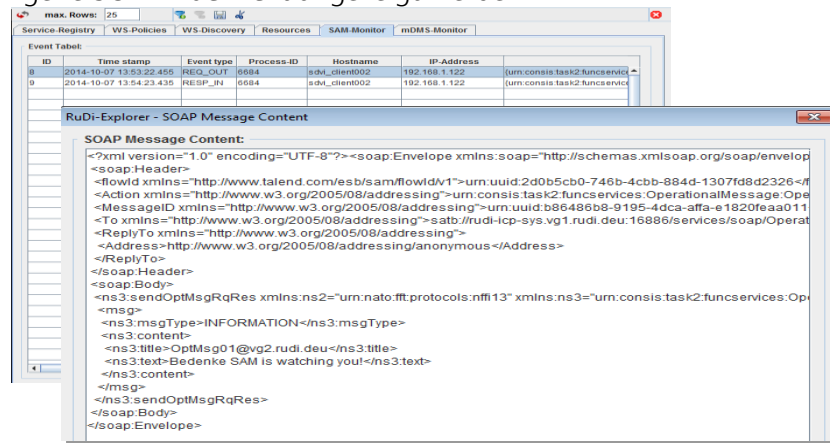 max. Rows: 25
Service-Registry WS-Policies WS-Discovery Resources SAM-Monitor mDMS-Monitor
Event Tabel:
ID Time stamp Event type Process-ID Hostname IP-Address
8 2014-10-07 13:53:22.455 REQ_OUT 6684 sdvi_client002 192.168.1.122 {urn:consis:task2:funcservice
9 2014-10-07 13:54:23.435 RESP_IN 6684 sdvi_client002 192.168.1.122 {urn:consis:task2:funcservice
RuDi-Explorer - SOAP Message Content
SOAP Message Content:
<?xml version="1.0" encoding="UTF-8"?><soap:Envelope xmlns:soap="http://schemas.xmlsoap.org/soap/envelop
<soap:Header>
<flowId xmlns="http://www.talend.com/esb/sam/flowId/v1">urn:uuid:2d0b5cb0-746b-4cbb-884d-1307fd8d2326</f
<Action xmlns="http://www.w3.org/2005/08/addressing">urn:consis:task2:funcservices:OperationalMessage:Ope
<MessageID xmlns="http://www.w3.org/2005/08/addressing">urn:uuid:b86486b8-9195-4dca-affa-e1820feaa011
<To xmlns="http://www.w3.org/2005/08/addressing">satb://rudi-icp-sys.vg1.rudi.deu:16886/services/soap/Operat
<ReplyTo xmlns="http://www.w3.org/2005/08/addressing">
<Address>http://www.w3.org/2005/08/addressing/anonymous</Address>
</ReplyTo>
</soap:Header>
<soap:Body>
<ns3:sendOptMsgRqRes xmlns:ns2="urn:nato:fft:protocols:nffi13" xmlns:ns3="urn:consis:task2:funcservices:Op
<msg>
<ns3:msgType>INFORMATION</ns3:msgType>
<ns3:content>
<ns3:title>OptMsg01@vg2.rudi.deu</ns3:title>
<ns3:text>Bedenke SAM is watching you!</ns3:text>
</ns3:content>
</msg>
</ns3:sendOptMsgRqRes>
</soap:Body>
</soap:Envelope>